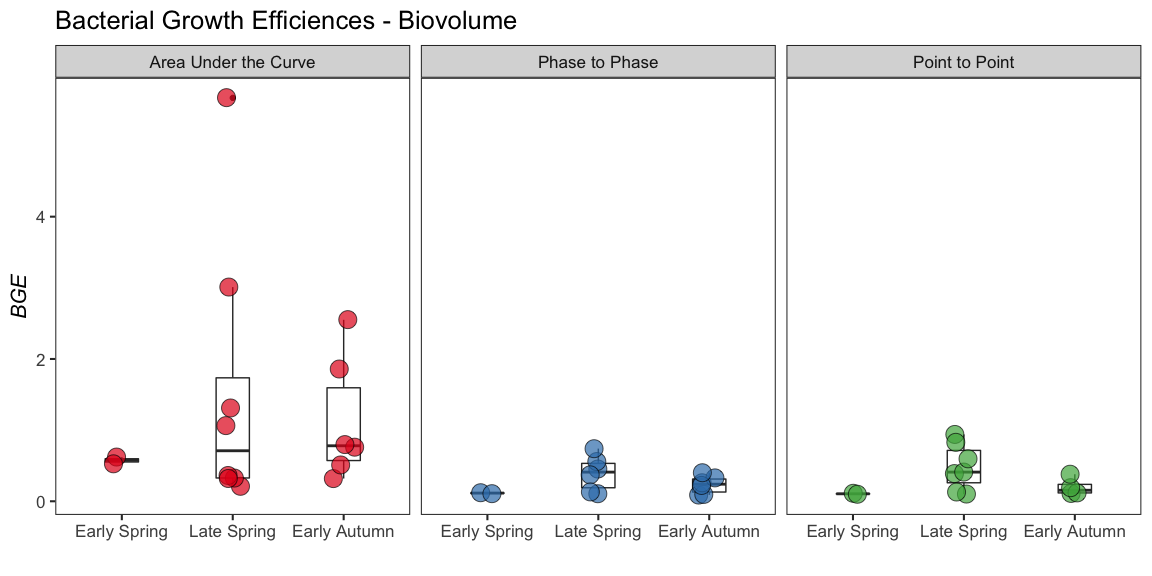 Bacterial Growth Efficiences - Biovolume
Area Under the Curve
Phase to Phase
Point to Point
BGE
4
2
0
Early Spring
Late Spring
Early Autumn
Early Spring
Late Spring
Early Autumn
Early Spring
Late Spring
Early Autumn